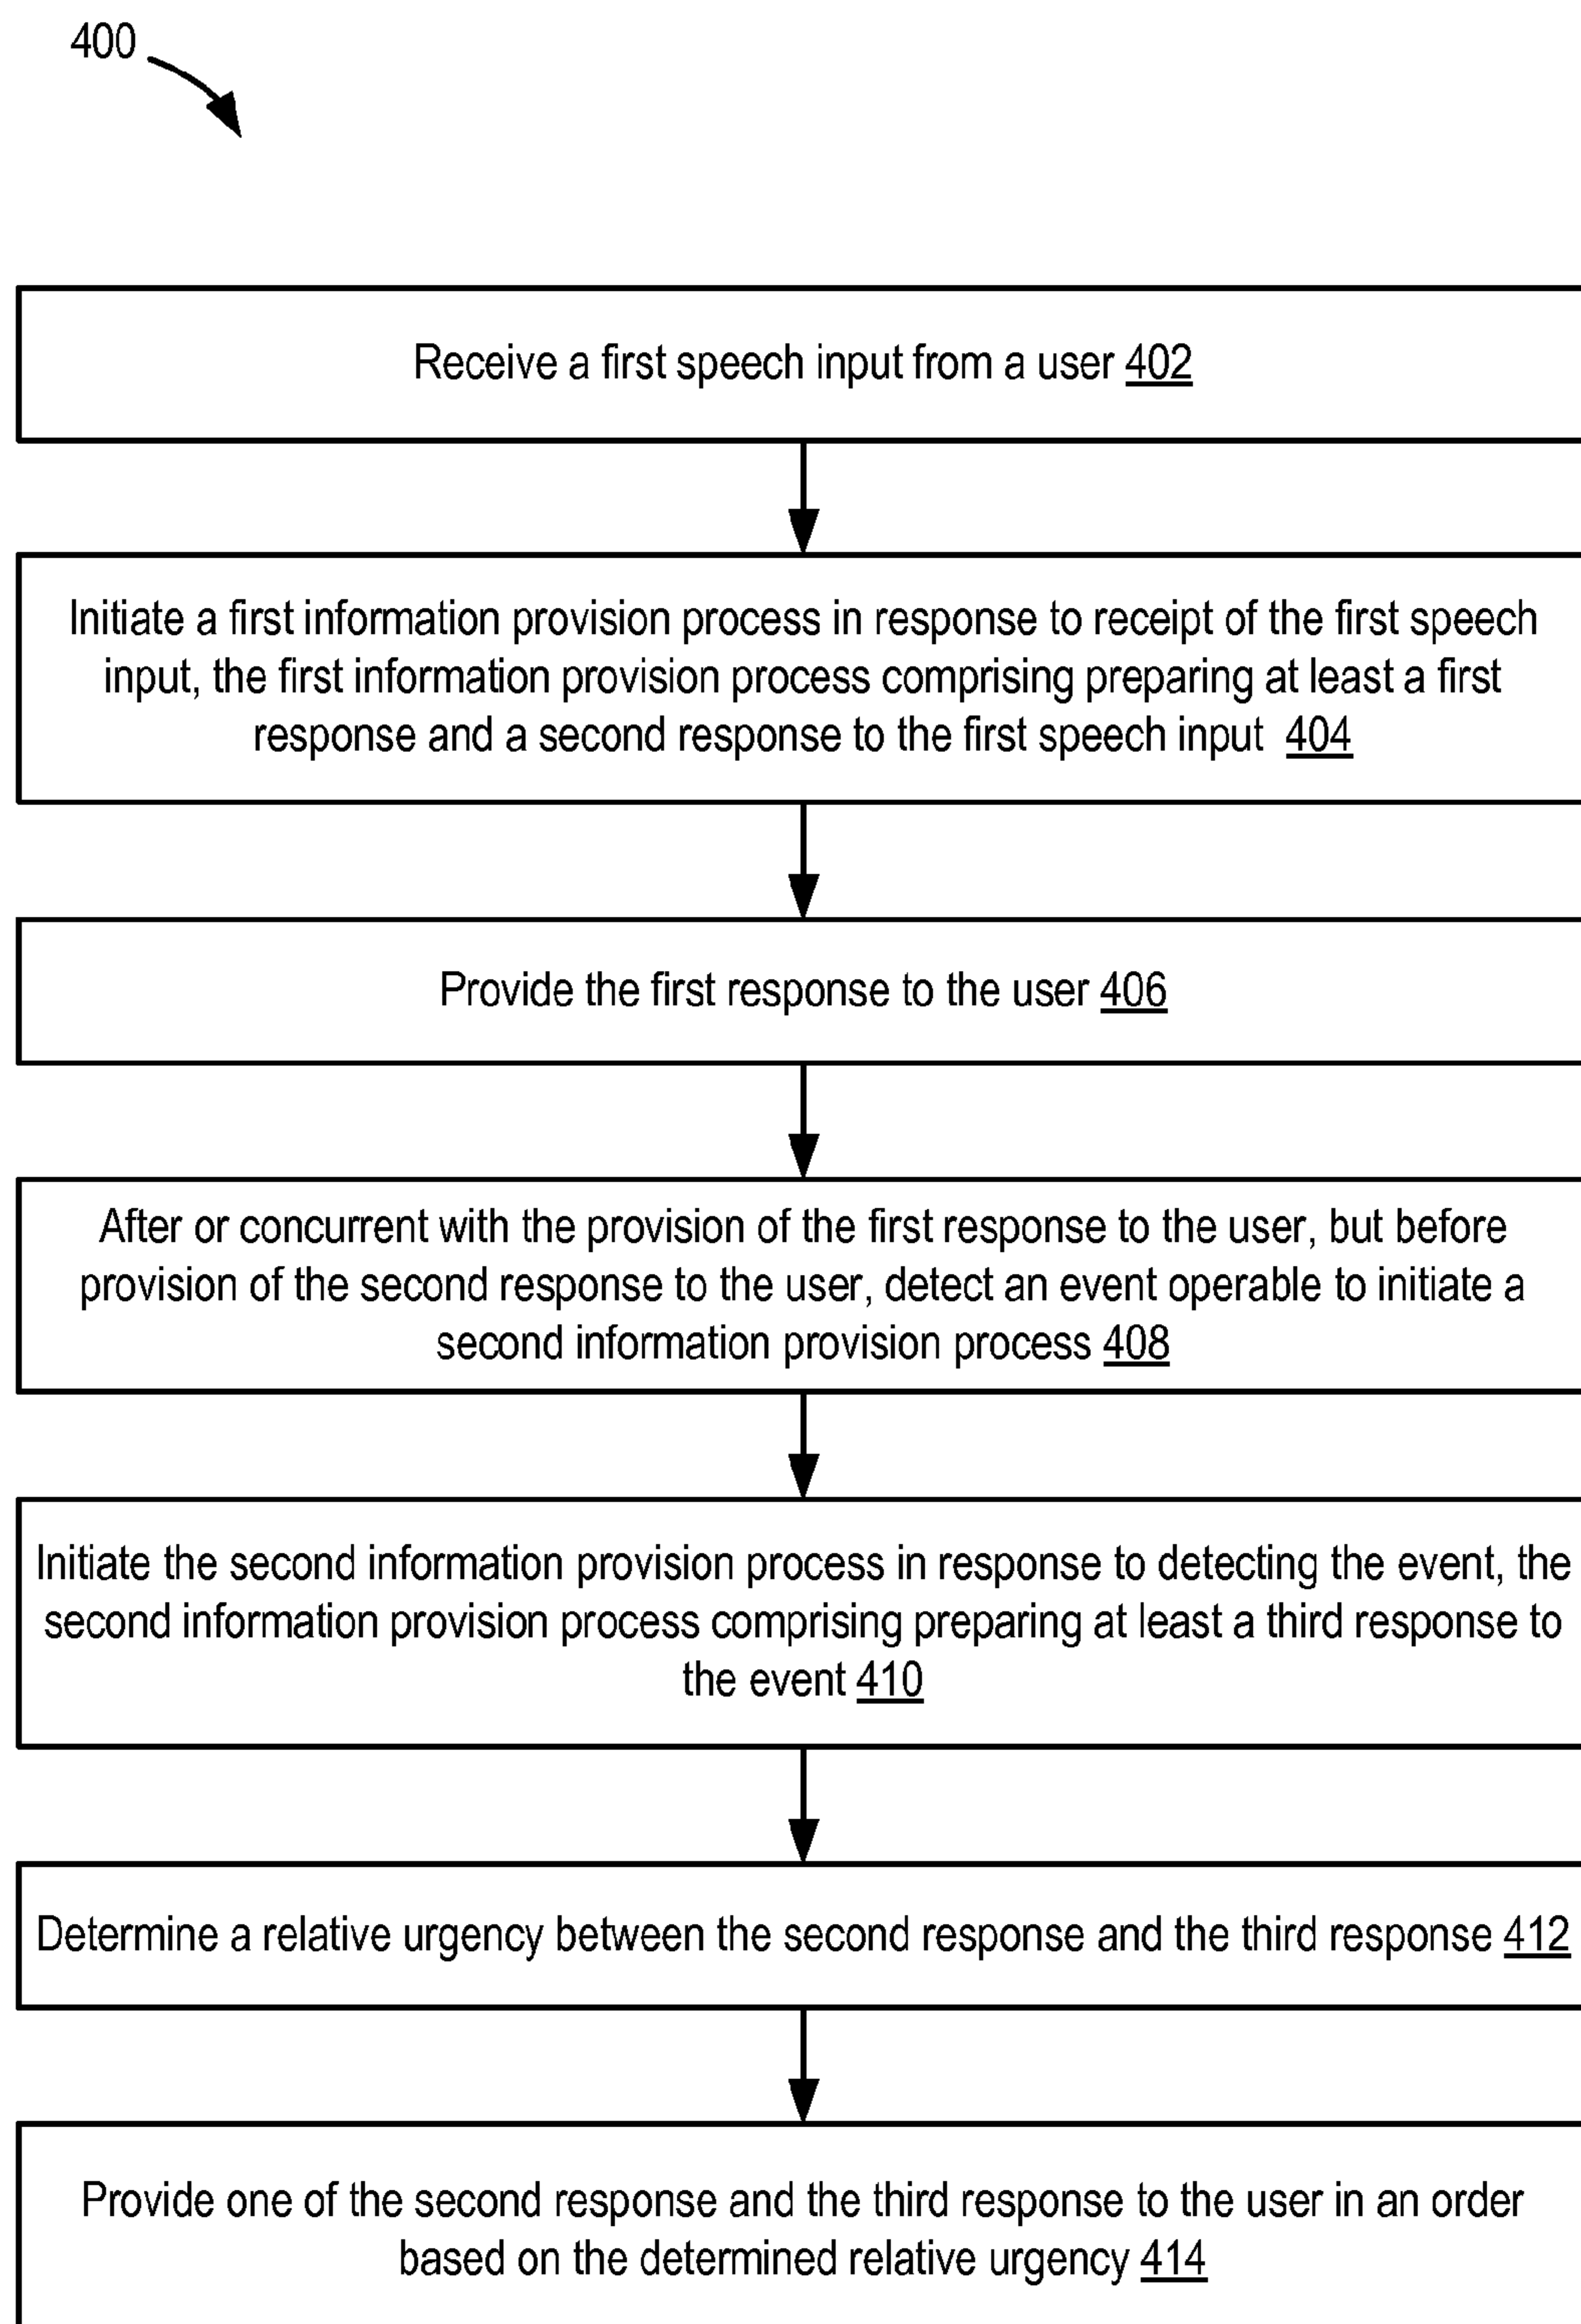 400
Receive a first speech input from a user 402
Initiate a first information provision process in response to receipt of the first speech
input, the first information provision process comprising preparing at least a first
response and a second response to the first speech input 404
Provide the first response to the user 406
After or concurrent with the provision of the first response to the user, but before
provision of the second response to the user, detect an event operable to initiate a
second information provision process 408
Initiate the second information provision process in response to detecting the event, the
second information provision process comprising preparing at least a third response to
the event 410
Determine a relative urgency between the second response and the third response 412
Provide one of the second response and the third response to the user in an order
based on the determined relative urgency 414